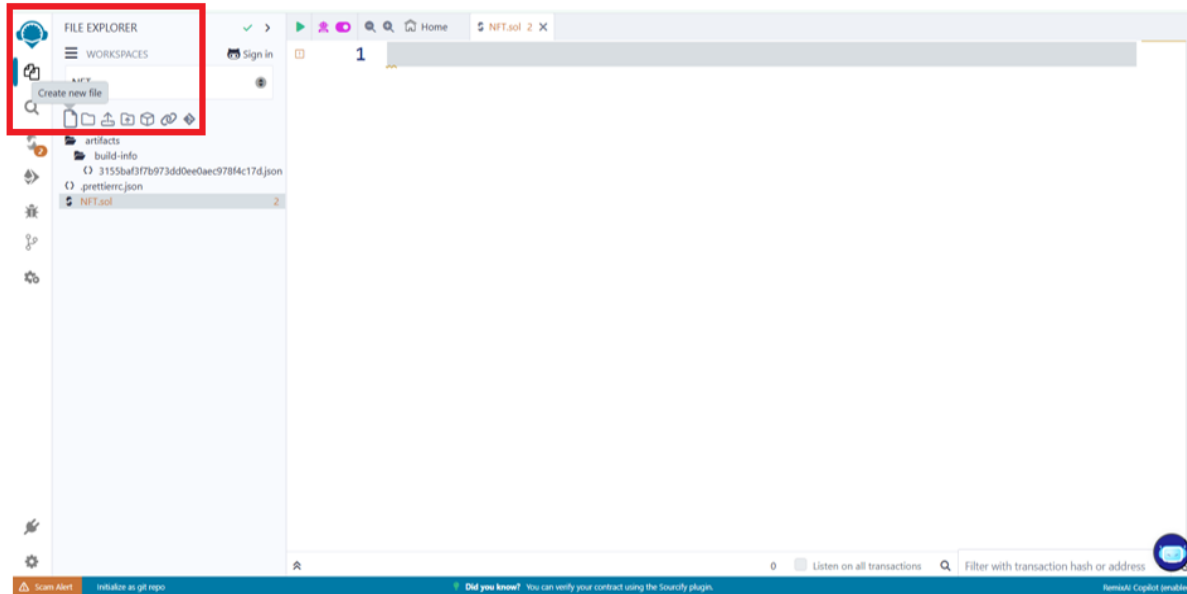 FILE EXPLORER
WORKSPACES
Sign in
Create new file
artifacts
build-info
3155baf3f7b973dd0ee0aec978f4c17d.json
.prettierrc.json
NFT.sol 2
2
Home
NFT.sol 2
1
0
Listen on all transactions
Filter with transaction hash or address
Scam Alert
Initialize as git repo
Did you know? You can verify your contract using the Sourcify plugin.
RemixAI Copilot (enable